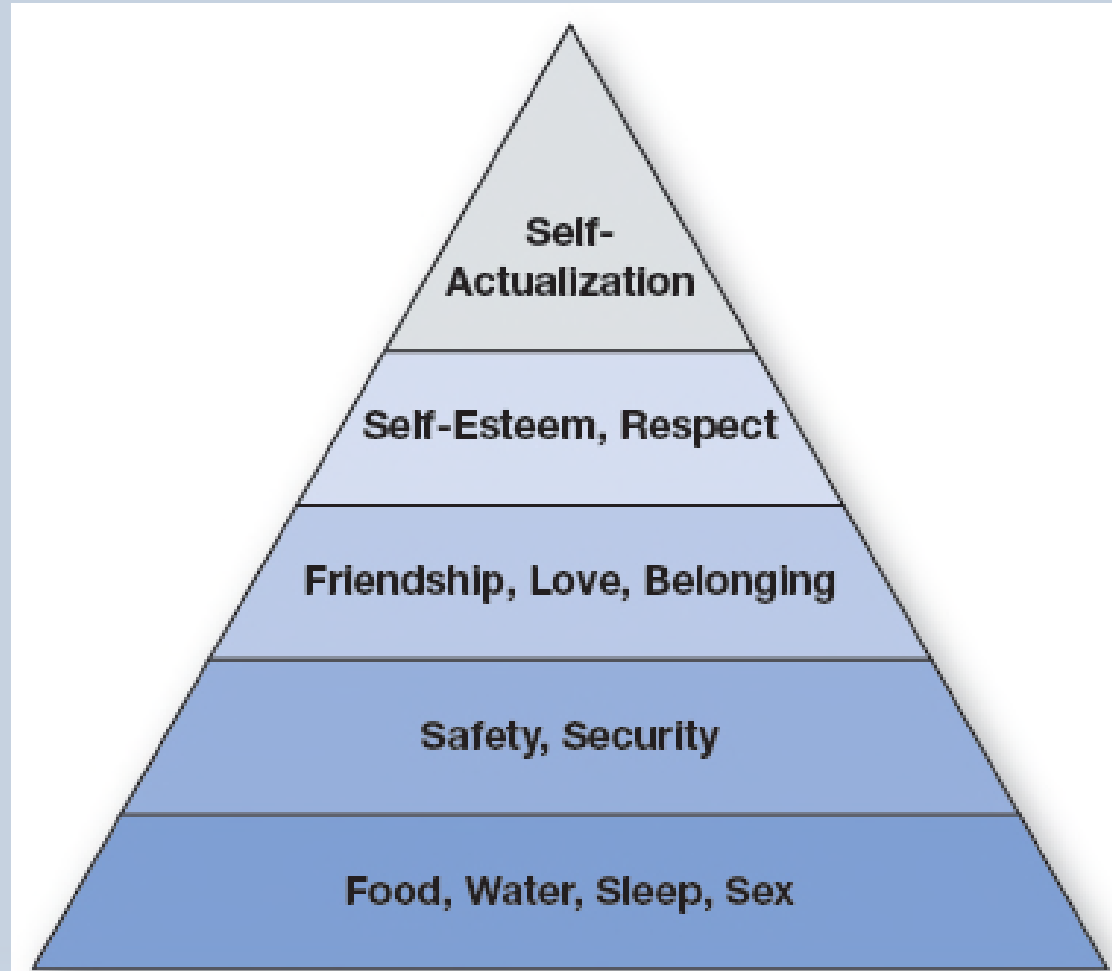 Self-
Actualization
Self-Esteem, Respect
Friendship, Love, Belonging
Safety, Security
Food, Water, Sleep, Sex